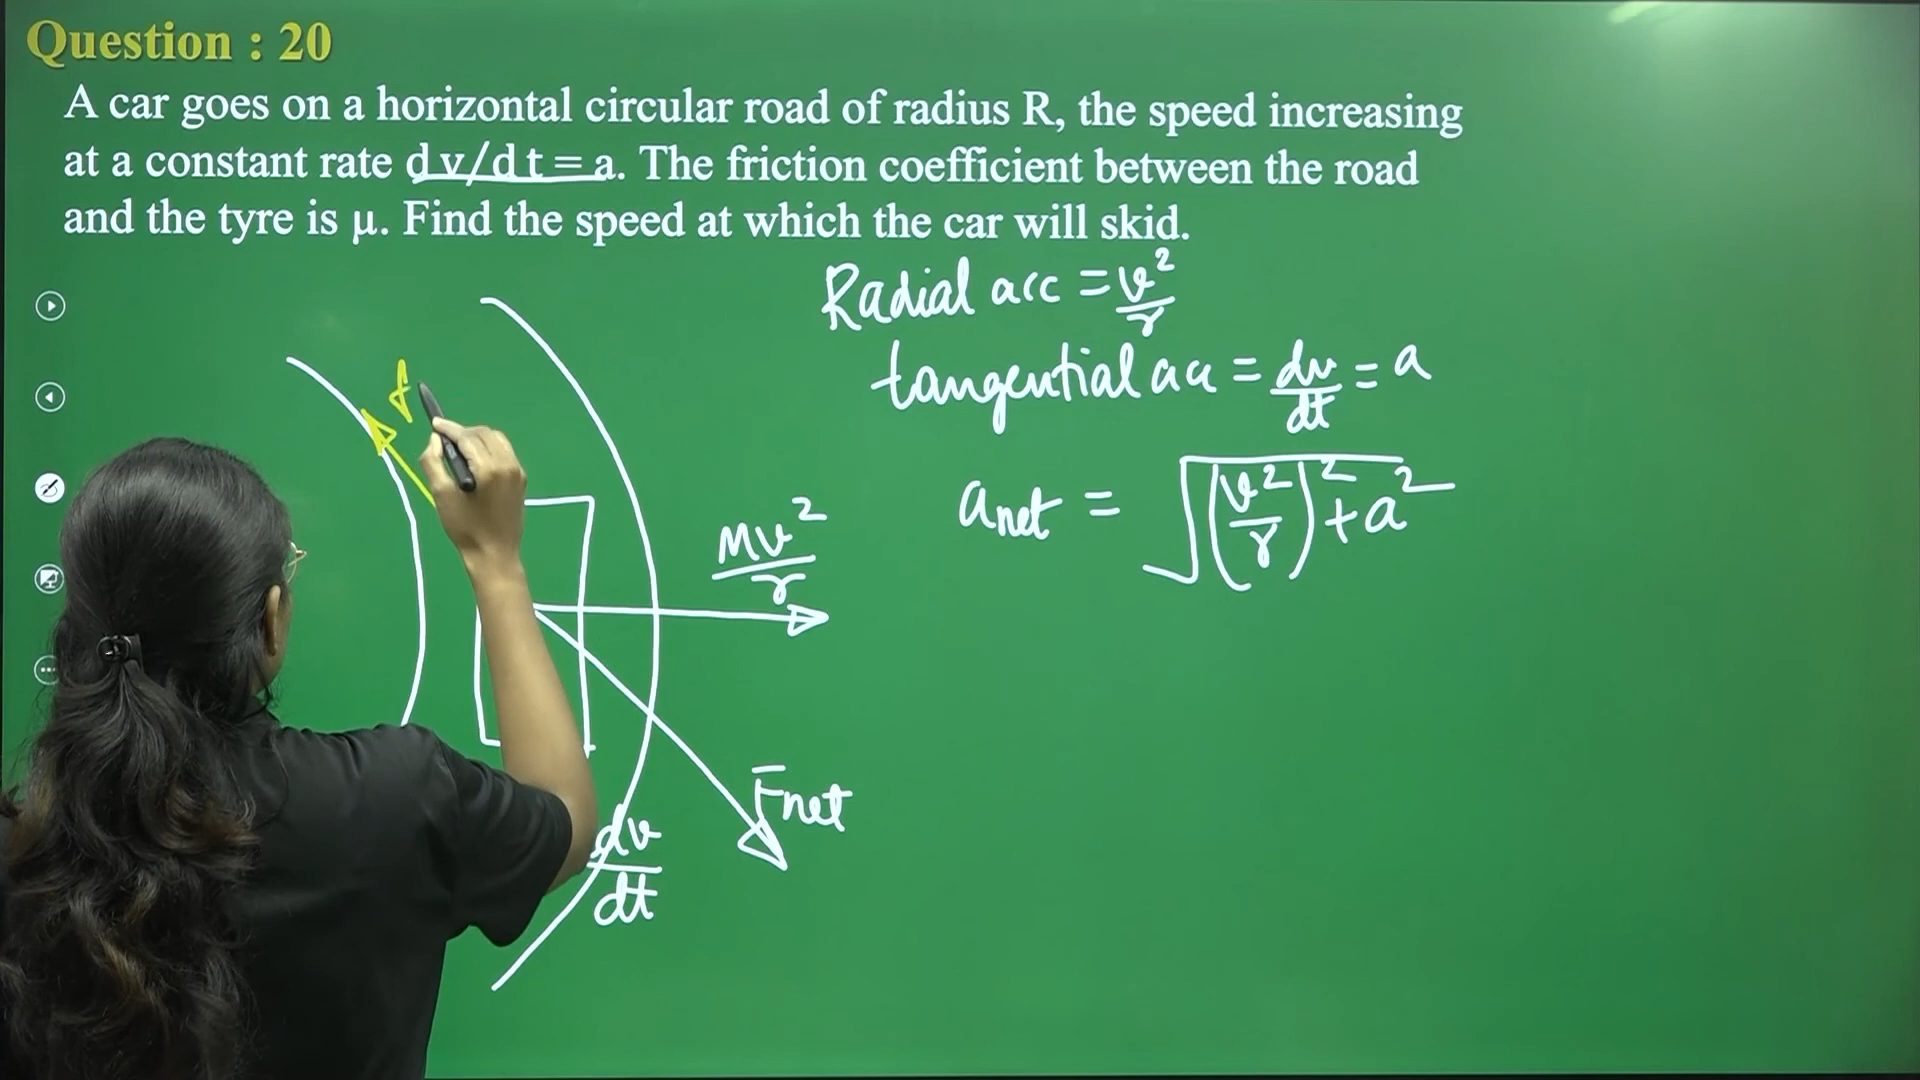 Question : 20
A car goes on a horizontal circular road of radius R, the speed increasing
at a constant rate dv/dt = a. The friction coefficient between the road
and the tyre is μ. Find the speed at which the car will skid.
Radial acc = v²/r
tangential acc = dv/dt = a
a net = √((v²/r)² + a²)
f
mv²/r
Fnet
dv/dt